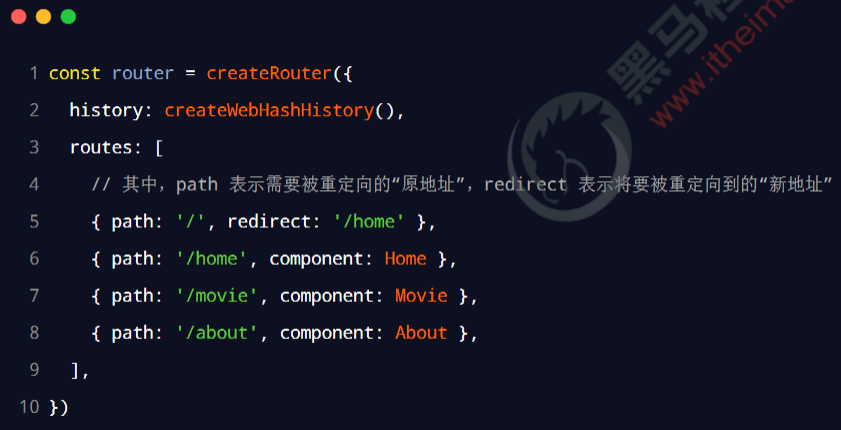 黑马程
www.itheima
1 const router = createRouter({
2 history: createWebHashHistory(),
3 routes: [
4 // 其中，path 表示需要被重定向的“原地址”，redirect 表示将要被重定向到的“新地址”
5 { path: '/', redirect: '/home' },
6 { path: '/home', component: Home },
7 { path: '/movie', component: Movie },
8 { path: '/about', component: About },
9 ],
10 })